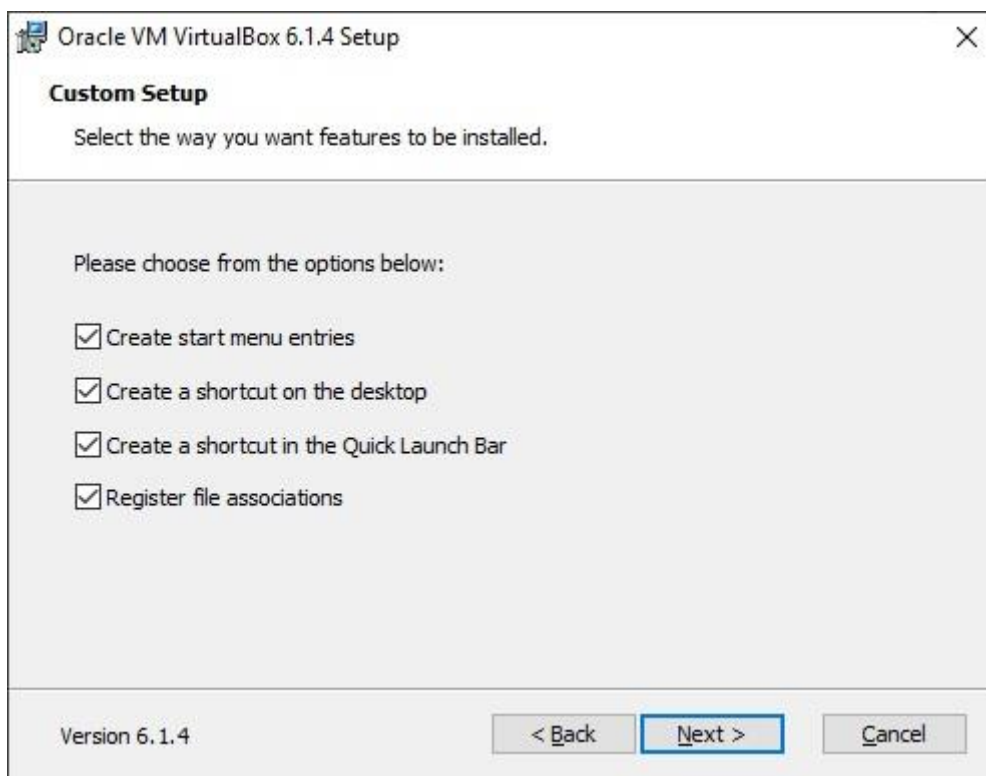 Oracle VM VirtualBox 6.1.4 Setup
Custom Setup
Select the way you want features to be installed.
Please choose from the options below:
Create start menu entries
Create a shortcut on the desktop
Create a shortcut in the Quick Launch Bar
Register file associations
Version 6.1.4
< Back
Next >
Cancel